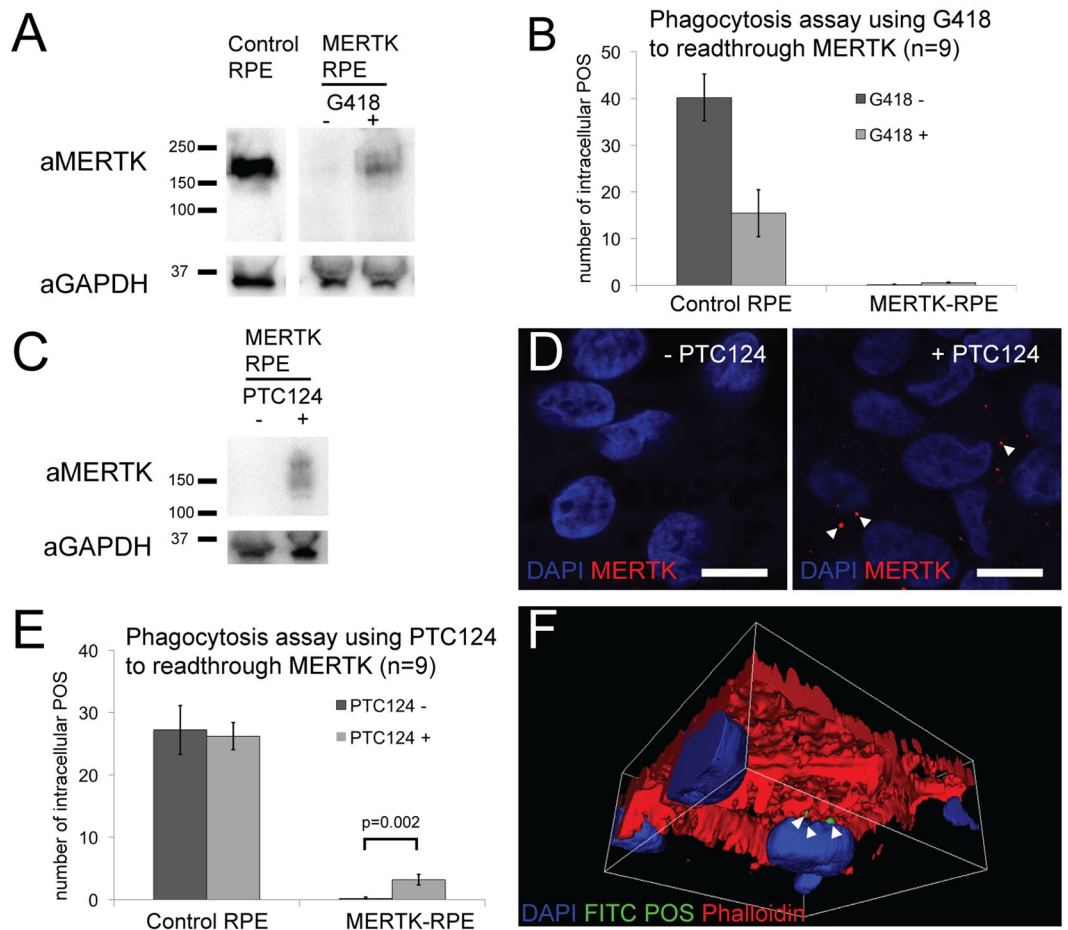 A
Control
RPE
MERTK
RPE
G418
- +
aMERTK
250
150
100
aGAPDH
37
B
Phagocytosis assay using G418
to readthrough MERTK (n=9)
number of intracellular POS
50
40
30
20
10
0
G418 -
G418 +
Control RPE
MERTK-RPE
C
MERTK
RPE
PTC124
- +
aMERTK
150
100
aGAPDH
37
D
- PTC124
DAPI MERTK
+ PTC124
DAPI MERTK
E
Phagocytosis assay using PTC124
to readthrough MERTK (n=9)
number of intracellular POS
40
30
20
10
0
PTC124 -
PTC124 +
p=0.002
Control RPE
MERTK-RPE
F
DAPI FITC POS Phalloidin